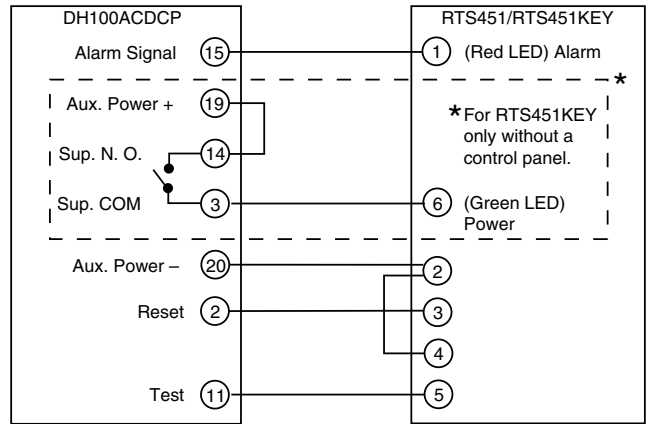 DH100ACDCP
RTS451/RTS451KEY
Alarm Signal 15
1 (Red LED) Alarm
*
Aux. Power + 19
Sup. N. O. 14
Sup. COM 3
*For RTS451KEY
only without a
control panel.
6 (Green LED)
Power
Aux. Power – 20
2
Reset 2
3
4
Test 11
5